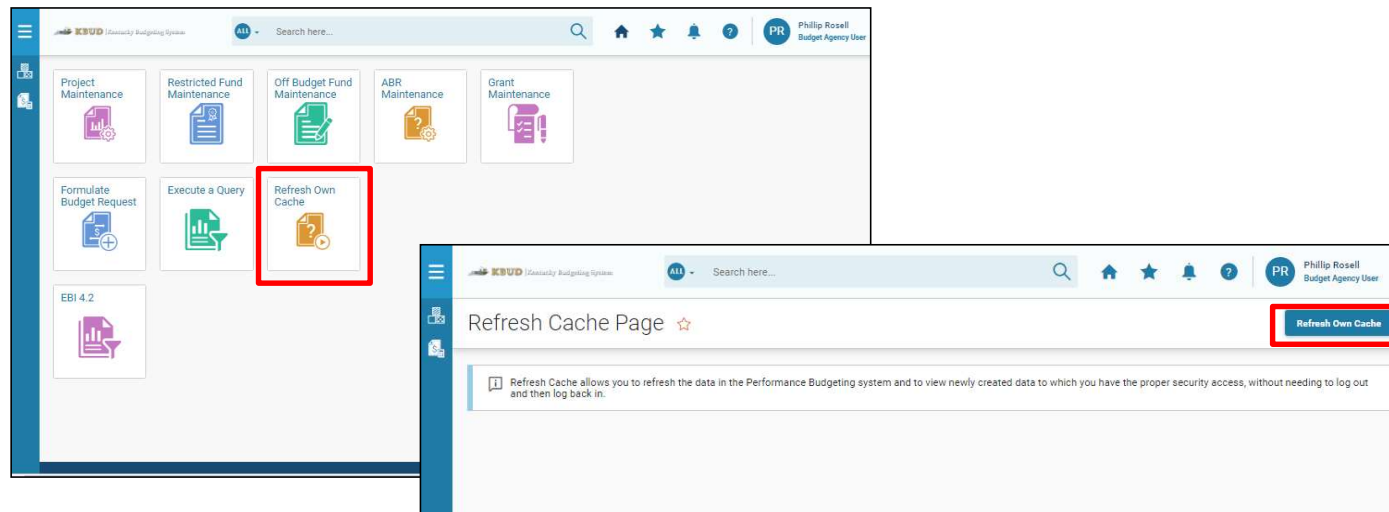 KBUD Kentucky Budgeting System
ALL
Search here...
?
PR
Phillip Rosell
Budget Agency User
Project
Maintenance
Restricted Fund
Maintenance
Off Budget Fund
Maintenance
ABR
Maintenance
Grant
Maintenance
Formulate
Budget Request
Execute a Query
Refresh Own
Cache
EBI 4.2
KBUD Kentucky Budgeting System
ALL
Search here...
?
PR
Phillip Rosell
Budget Agency User
Refresh Cache Page
Refresh Own Cache
Refresh Cache allows you to refresh the data in the Performance Budgeting system and to view newly created data to which you have the proper security access, without needing to log out
and then log back in.